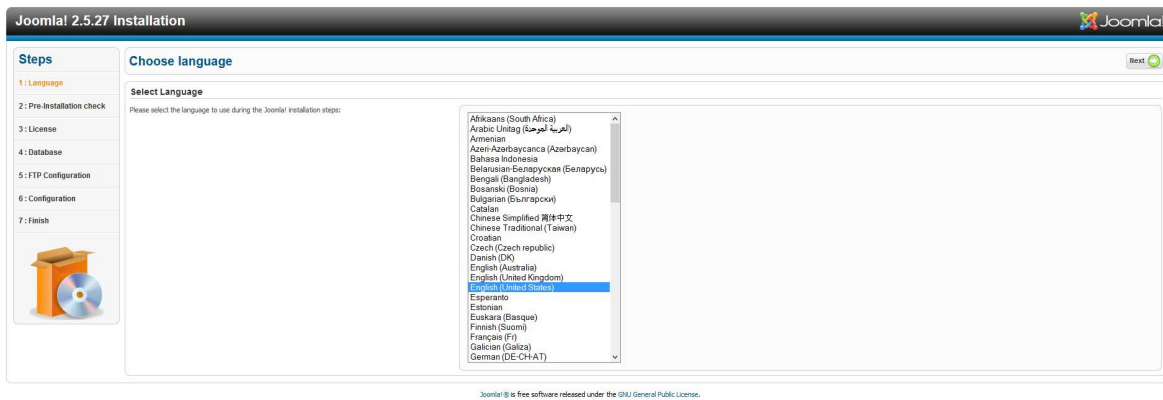 Joomla! 2.5.27 Installation
Joomla!
Steps
1 : Language
2 : Pre-Installation check
3 : License
4 : Database
5 : FTP Configuration
6 : Configuration
7 : Finish
Choose language
Next
Select Language
Please select the language to use during the Joomla! installation steps:
Afrikaans (South Africa)
Arabic Unitag (العربية الموحدة)
Armenian
Azeri-Azərbaycanca (Azərbaycan)
Bahasa Indonesia
Belarusian-Беларуская (Беларусь)
Bengali (Bangladesh)
Bosanski (Bosnia)
Bulgarian (Български)
Catalan
Chinese Simplified 简体中文
Chinese Traditional (Taiwan)
Croatian
Czech (Czech republic)
Danish (DK)
English (Australia)
English (United Kingdom)
English (United States)
Esperanto
Estonian
Euskara (Basque)
Finnish (Suomi)
Français (Fr)
Galician (Galiza)
German (DE-CH-AT)
Joomla! ® is free software released under the GNU General Public License.